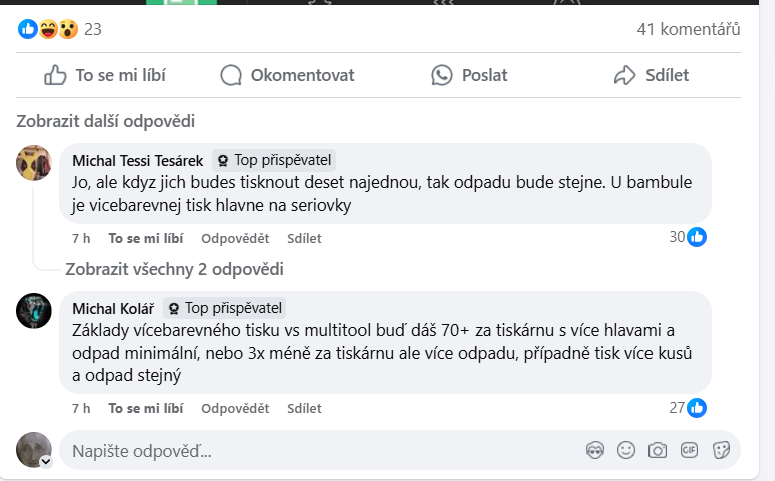 23
41 komentářů
To se mi líbí
Okomentovat
Poslat
Sdílet
Zobrazit další odpovědi
Michal Tessi Tesárek Top přispěvatel
Jo, ale kdyz jich budes tisknout deset najednou, tak odpadu bude stejne. U bambule
je vicebarevnej tisk hlavne na seriovky
7 h To se mi líbí Odpovědět Sdílet 30
Zobrazit všechny 2 odpovědi
Michal Kolář Top přispěvatel
Základy vícebarevného tisku vs multitool buď dáš 70+ za tiskárnu s více hlavami a
odpad minimální, nebo 3x méně za tiskárnu ale více odpadu, případně tisk více kusů
a odpad stejný
7 h To se mi líbí Odpovědět Sdílet 27
Napište odpověď...
GIF